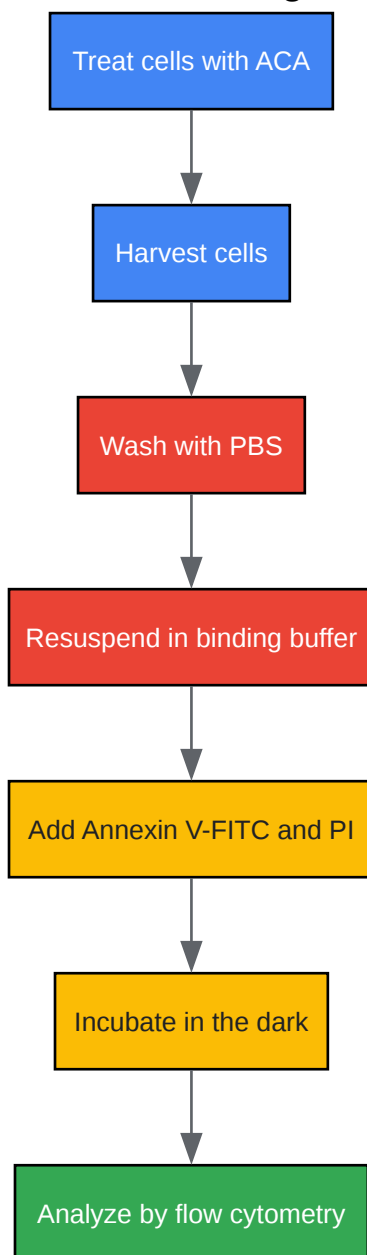 Treat cells with ACA
Harvest cells
Wash with PBS
Resuspend in binding buffer
Add Annexin V-FITC and PI
Incubate in the dark
Analyze by flow cytometry